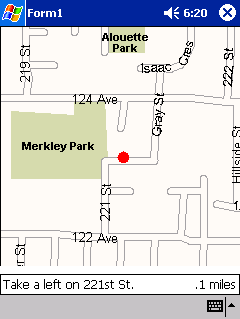 Form1
6:20
Alouette
Park
219 St
Isaac Cres
222 St
124 Ave
Gray St
Merkley Park
Hillside St
221 St
122 Ave
Take a left on 221st St.
.1 miles